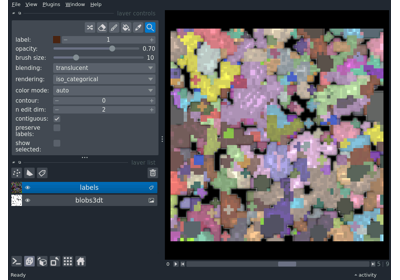 File View Plugins Window Help
layer controls
label: 1
opacity: 0.70
brush size: 10
blending: translucent
rendering: iso_categorical
color mode: auto
contour: 0
n edit dim: 2
contiguous:
preserve
labels:
show
selected:
layer list
labels
blobs3dt
Ready
activity